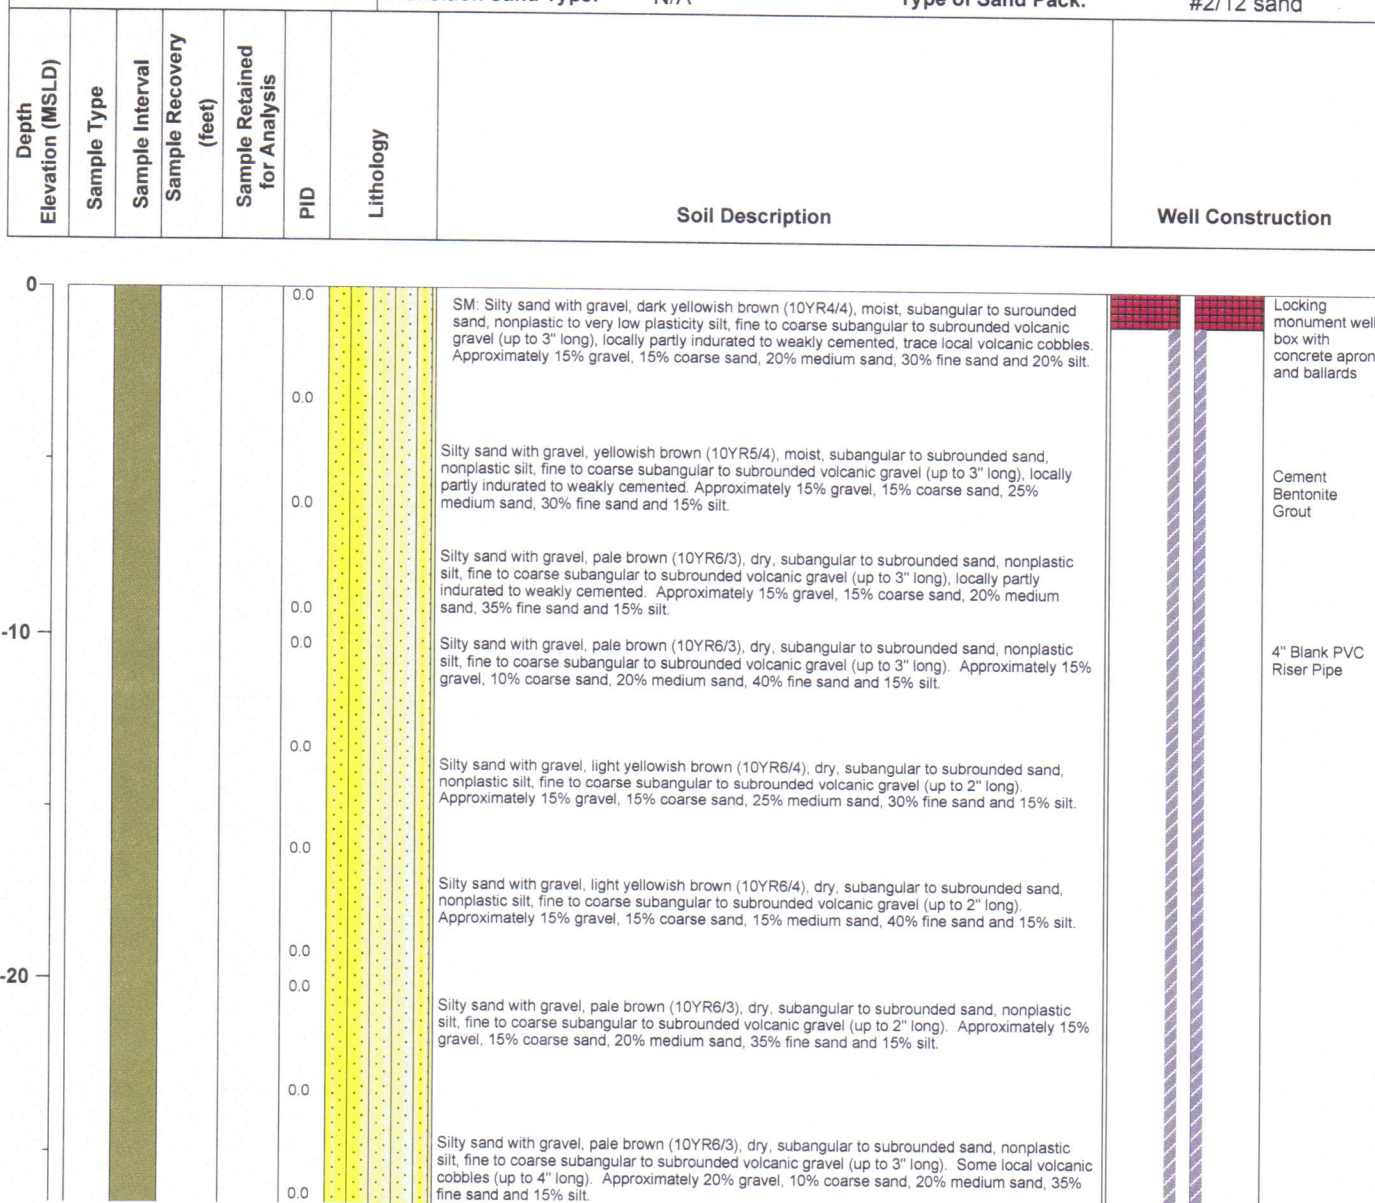 N/A #2/12 sand
Depth
Elevation (MSLD)
Sample Type
Sample Interval
Sample Recovery
(feet)
Sample Retained
for Analysis
PID
Lithology
Soil Description
Well Construction
0
0.0
SM: Silty sand with gravel, dark yellowish brown (10YR4/4), moist, subangular to surounded
sand, nonplastic to very low plasticity silt, fine to coarse subangular to subrounded volcanic
gravel (up to 3" long), locally partly indurated to weakly cemented, trace local volcanic cobbles.
Approximately 15% gravel, 15% coarse sand, 20% medium sand, 30% fine sand and 20% silt.
Locking
monument well
box with
concrete apron
and ballards
0.0
Silty sand with gravel, yellowish brown (10YR5/4), moist, subangular to subrounded sand,
nonplastic silt, fine to coarse subangular to subrounded volcanic gravel (up to 3" long), locally
partly indurated to weakly cemented. Approximately 15% gravel, 15% coarse sand, 25%
medium sand, 30% fine sand and 15% silt.
0.0
Cement
Bentonite
Grout
Silty sand with gravel, pale brown (10YR6/3), dry, subangular to subrounded sand, nonplastic
silt, fine to coarse subangular to subrounded volcanic gravel (up to 3" long), locally partly
indurated to weakly cemented. Approximately 15% gravel, 15% coarse sand, 20% medium
sand, 35% fine sand and 15% silt.
0.0
-10
0.0
Silty sand with gravel, pale brown (10YR6/3), dry, subangular to subrounded sand, nonplastic
silt, fine to coarse subangular to subrounded volcanic gravel (up to 3" long). Approximately 15%
gravel, 10% coarse sand, 20% medium sand, 40% fine sand and 15% silt.
4" Blank PVC
Riser Pipe
0.0
Silty sand with gravel, light yellowish brown (10YR6/4), dry, subangular to subrounded sand,
nonplastic silt, fine to coarse subangular to subrounded volcanic gravel (up to 2" long).
Approximately 15% gravel, 15% coarse sand, 25% medium sand, 30% fine sand and 15% silt.
0.0
Silty sand with gravel, light yellowish brown (10YR6/4), dry, subangular to subrounded sand,
nonplastic silt, fine to coarse subangular to subrounded volcanic gravel (up to 2" long).
Approximately 15% gravel, 15% coarse sand, 15% medium sand, 40% fine sand and 15% silt.
0.0
-20
0.0
Silty sand with gravel, pale brown (10YR6/3), dry, subangular to subrounded sand, nonplastic
silt, fine to coarse subangular to subrounded volcanic gravel (up to 2" long). Approximately 15%
gravel, 15% coarse sand, 20% medium sand, 35% fine sand and 15% silt.
0.0
Silty sand with gravel, pale brown (10YR6/3), dry, subangular to subrounded sand, nonplastic
silt, fine to coarse subangular to subrounded volcanic gravel (up to 3" long). Some local volcanic
cobbles (up to 4" long). Approximately 20% gravel, 10% coarse sand, 20% medium sand, 35%
fine sand and 15% silt.
0.0